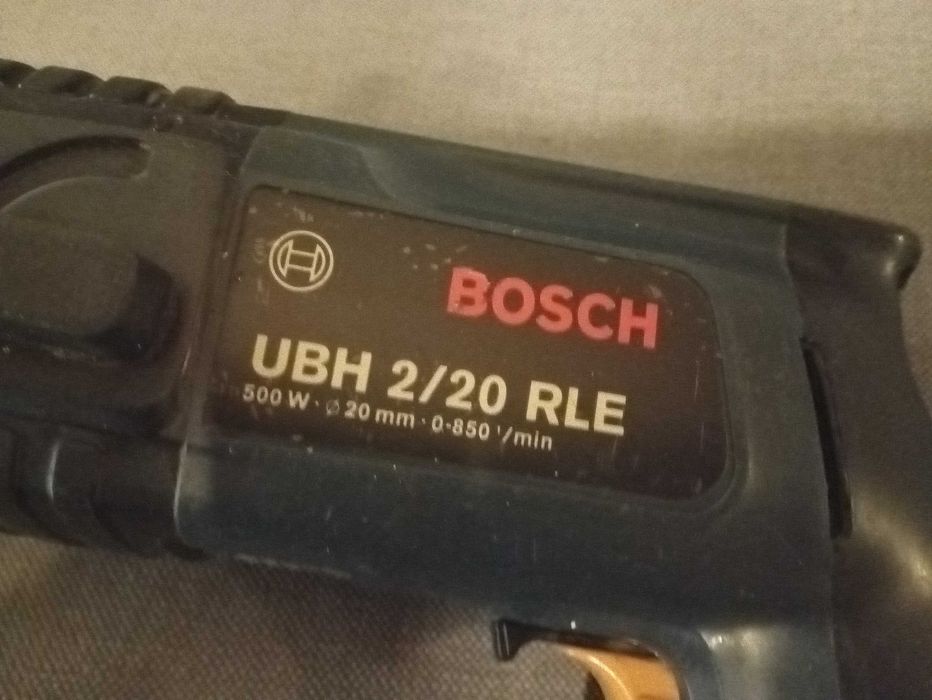 BOSCH
UBH 2/20 RLE
500 W · ⌀ 20 mm · 0-850 ¹/min